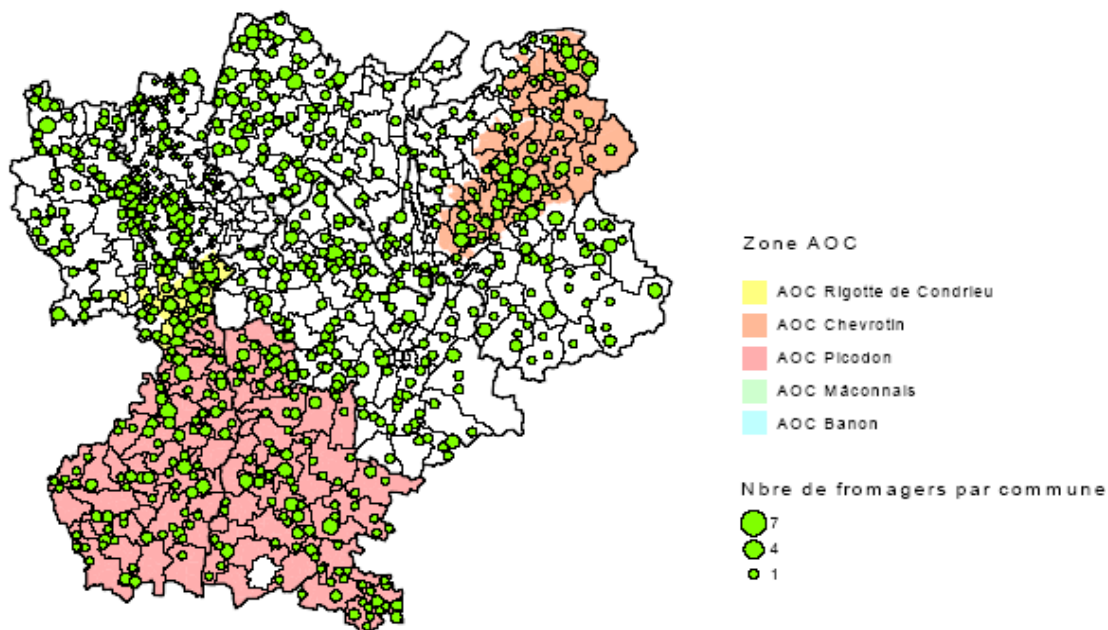 Zone AOC
AOC Rigotte de Condrieu
AOC Chevrotin
AOC Picodon
AOC Mâconnais
AOC Banon
Nbre de fromagers par commune
7
4
1